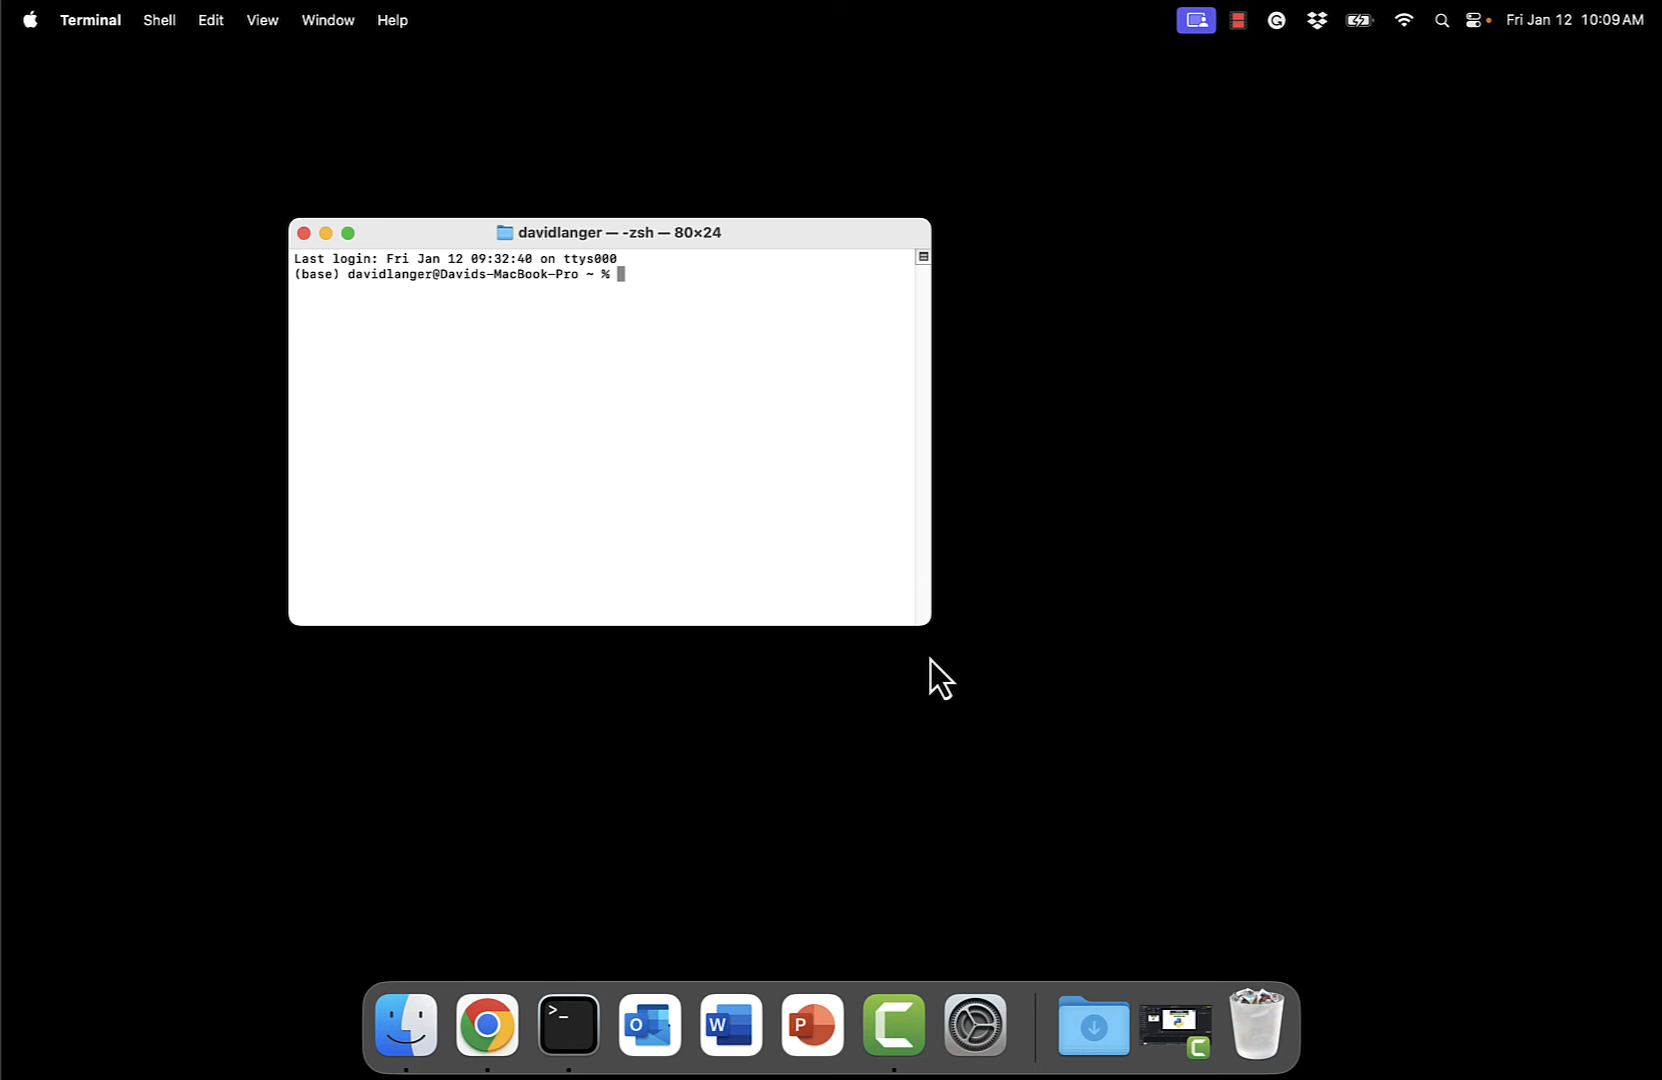 Terminal Shell Edit View Window Help Fri Jan 12 10:09 AM
davidlanger — -zsh — 80×24
Last login: Fri Jan 12 09:32:40 on ttys000
(base) davidlanger@Davids-MacBook-Pro ~ %
>_ O W P